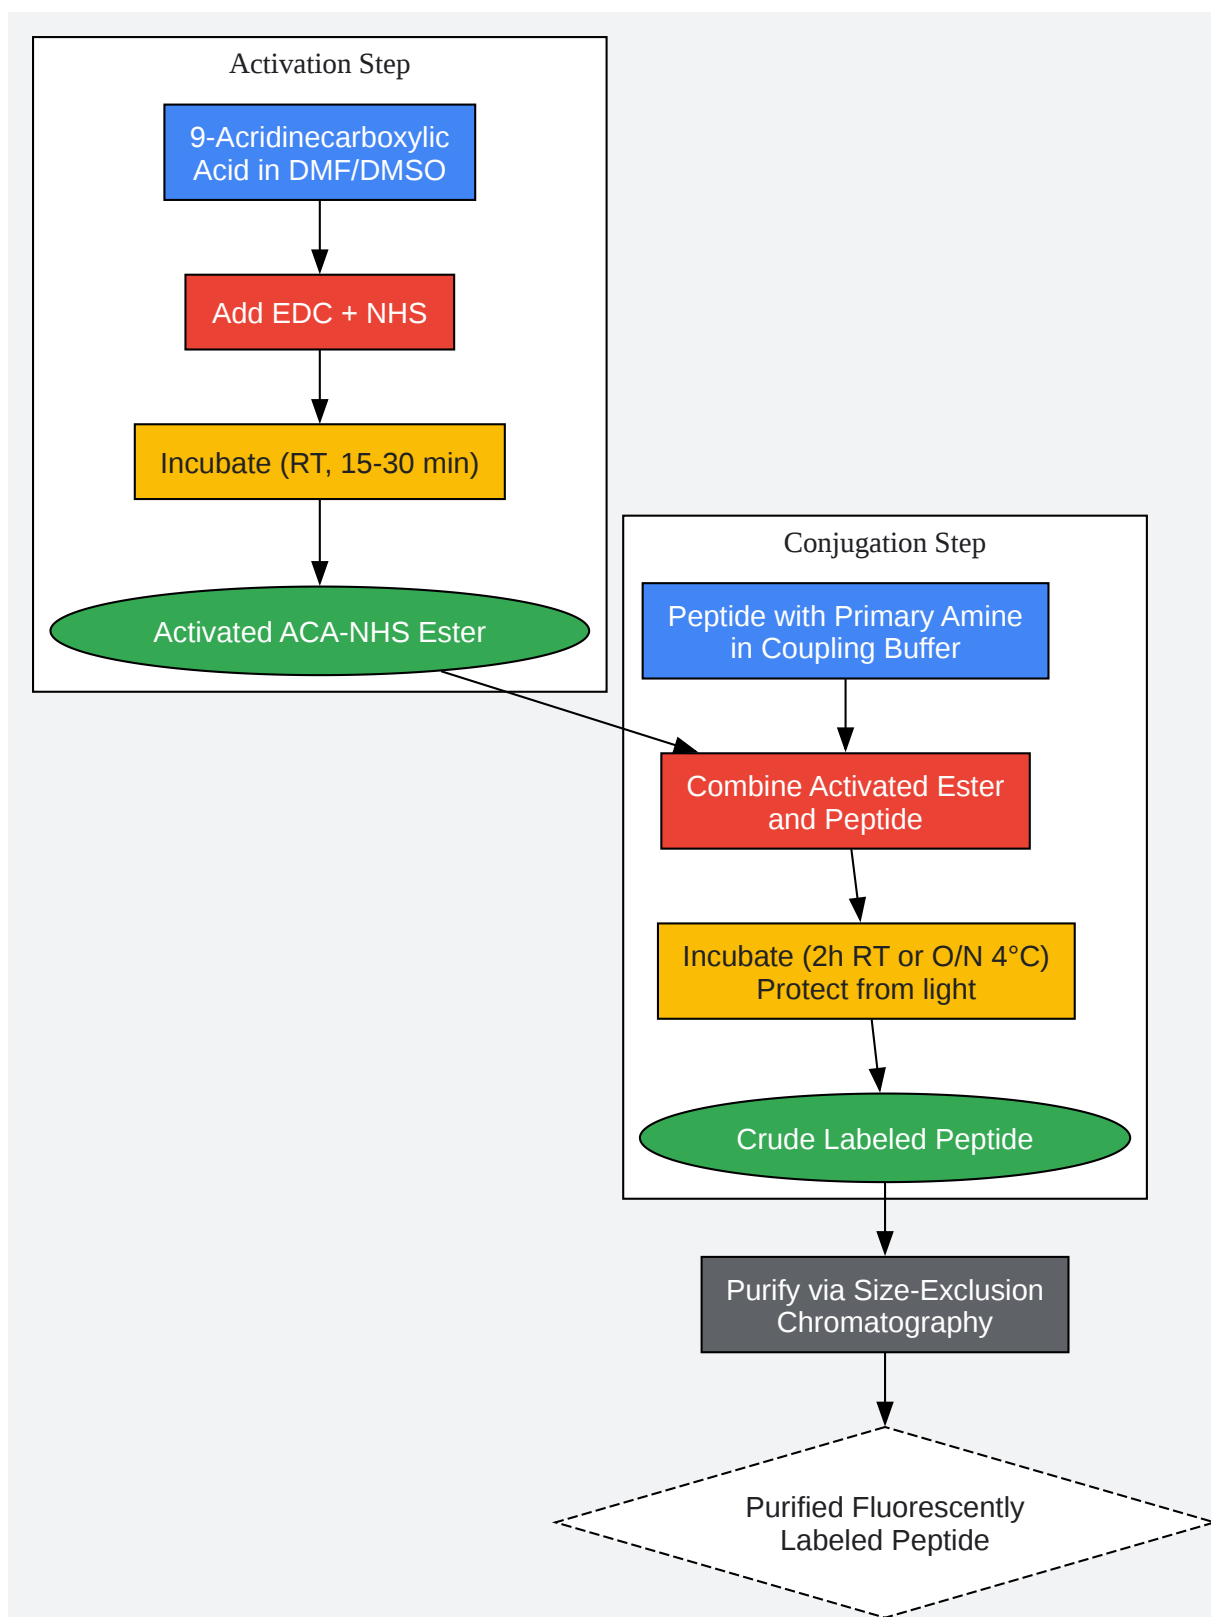 Activation Step
9-Acridinecarboxylic
Acid in DMF/DMSO
Add EDC + NHS
Incubate (RT, 15-30 min)
Activated ACA-NHS Ester
Conjugation Step
Peptide with Primary Amine
in Coupling Buffer
Combine Activated Ester
and Peptide
Incubate (2h RT or O/N 4°C)
Protect from light
Crude Labeled Peptide
Purify via Size-Exclusion
Chromatography
Purified Fluorescently
Labeled Peptide